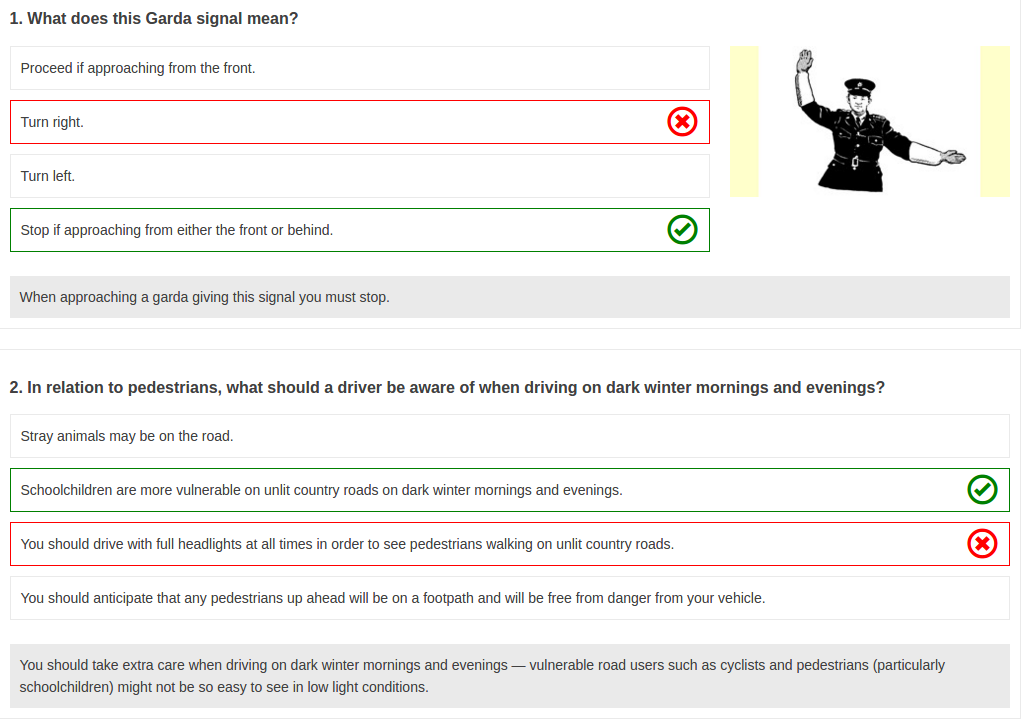 1. What does this Garda signal mean?
Proceed if approaching from the front.
Turn right.
Turn left.
Stop if approaching from either the front or behind.
When approaching a garda giving this signal you must stop.
2. In relation to pedestrians, what should a driver be aware of when driving on dark winter mornings and evenings?
Stray animals may be on the road.
Schoolchildren are more vulnerable on unlit country roads on dark winter mornings and evenings.
You should drive with full headlights at all times in order to see pedestrians walking on unlit country roads.
You should anticipate that any pedestrians up ahead will be on a footpath and will be free from danger from your vehicle.
You should take extra care when driving on dark winter mornings and evenings — vulnerable road users such as cyclists and pedestrians (particularly
schoolchildren) might not be so easy to see in low light conditions.